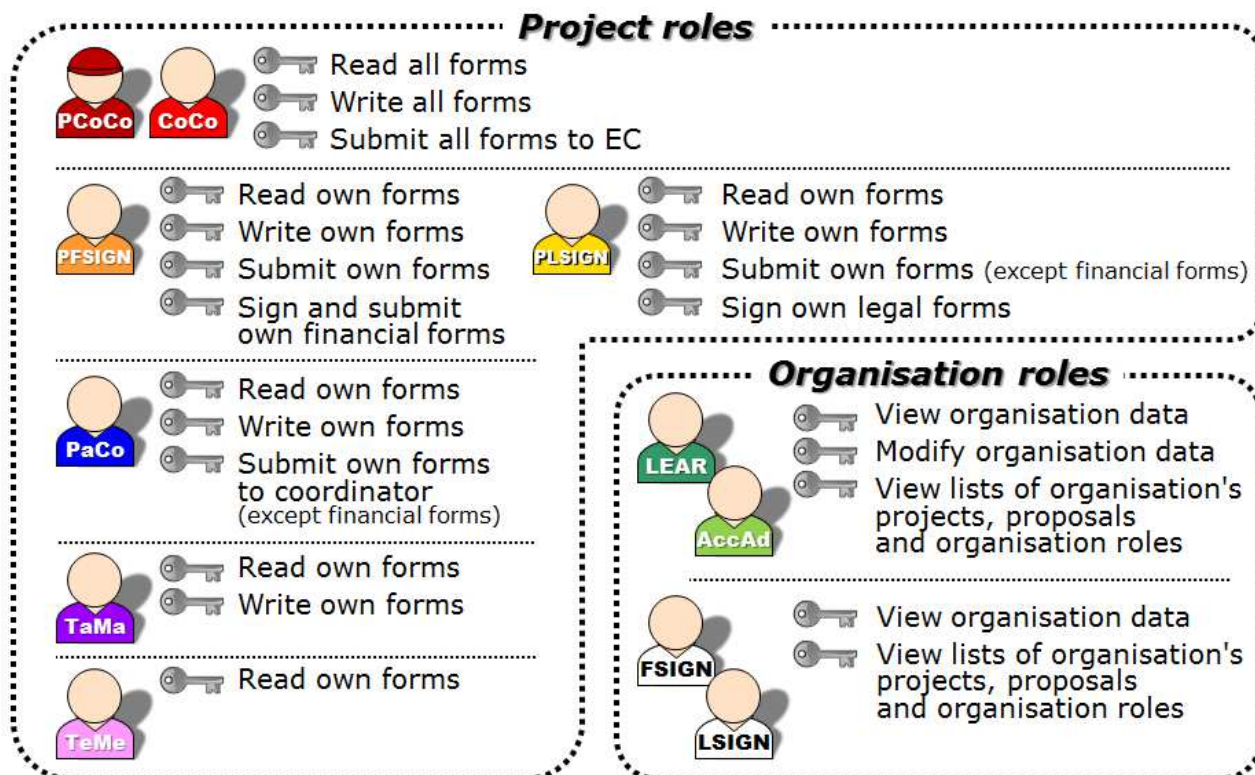 Project roles
PCoCo
CoCo
Read all forms
Write all forms
Submit all forms to EC
PFSIGN
Read own forms
Write own forms
Submit own forms
Sign and submit
own financial forms
PLSIGN
Read own forms
Write own forms
Submit own forms (except financial forms)
Sign own legal forms
PaCo
Read own forms
Write own forms
Submit own forms
to coordinator
(except financial forms)
TaMa
Read own forms
Write own forms
TeMe
Read own forms
Organisation roles
LEAR
AccAd
View organisation data
Modify organisation data
View lists of organisation's
projects, proposals
and organisation roles
FSIGN
LSIGN
View organisation data
View lists of organisation's
projects, proposals
and organisation roles